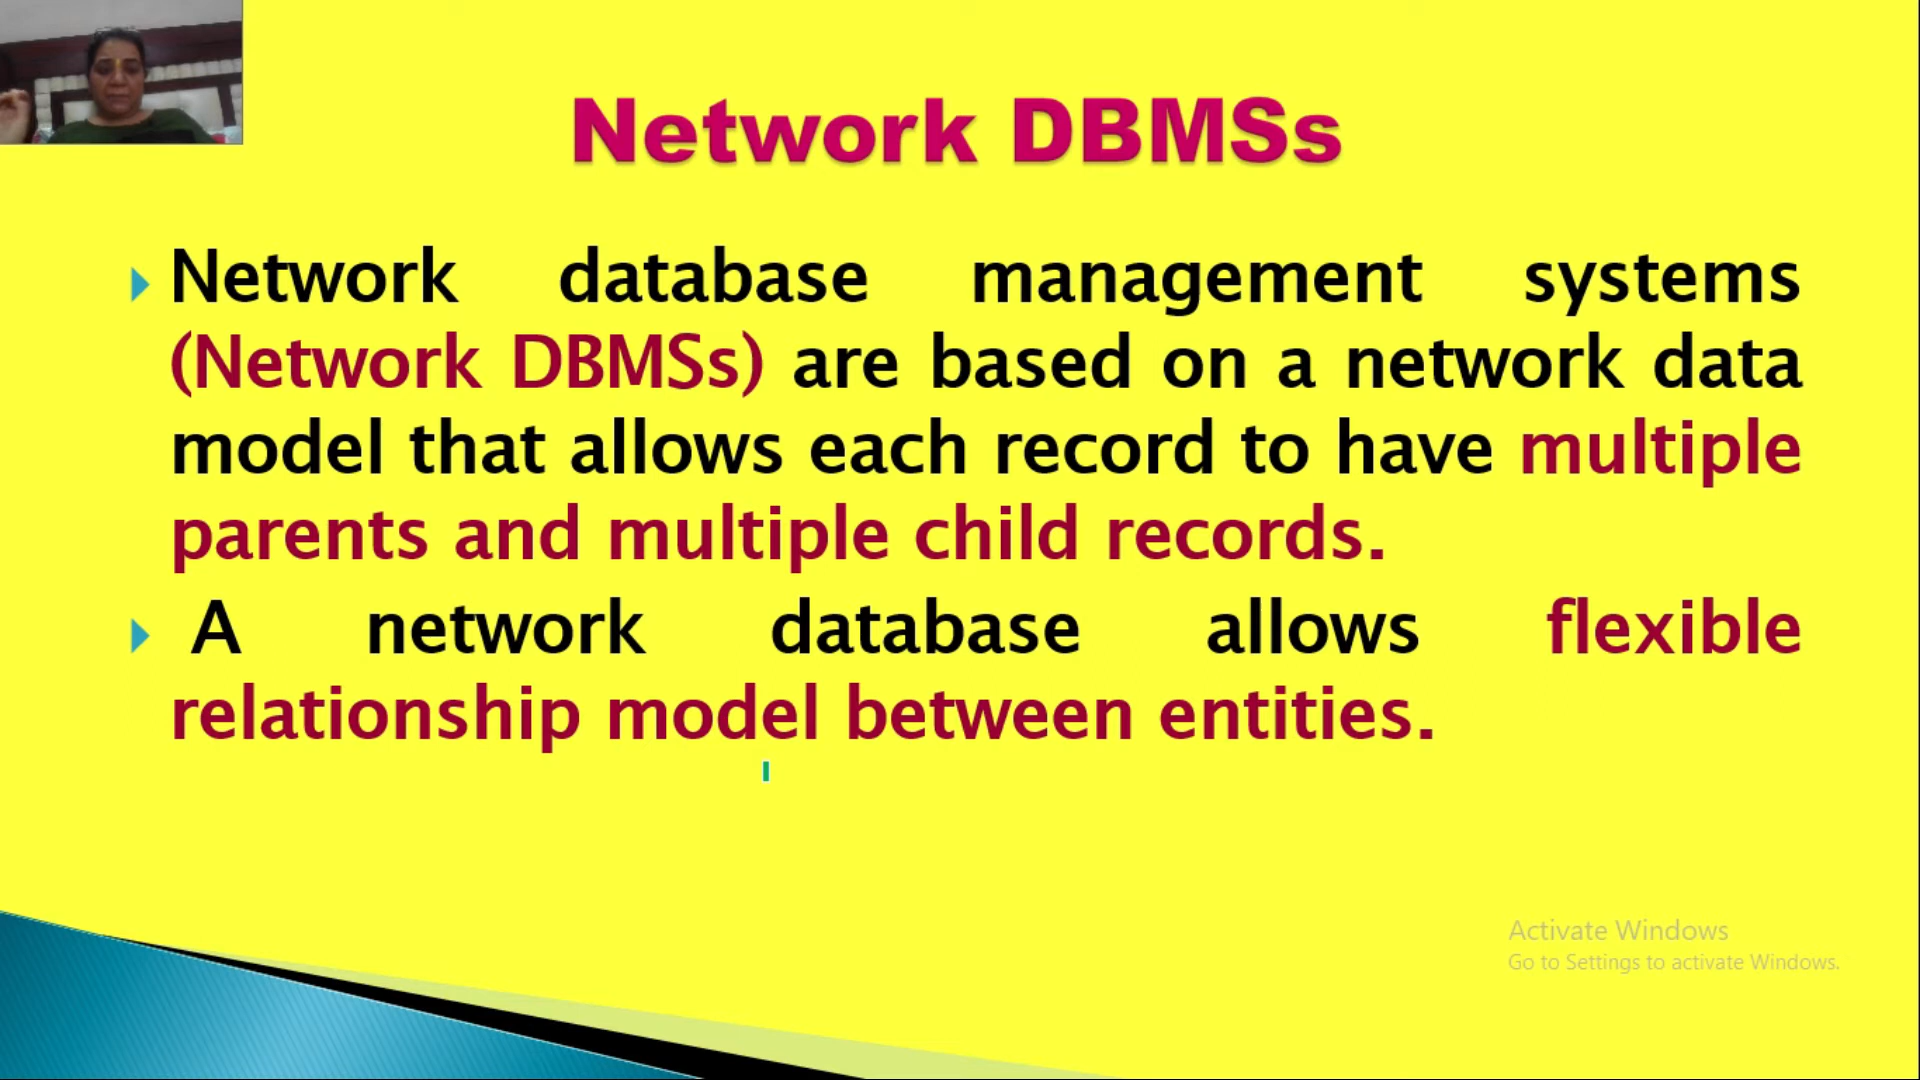 Network DBMSs
Network database management systems
(Network DBMSs) are based on a network data
model that allows each record to have multiple
parents and multiple child records.
A network database allows flexible
relationship model between entities.
Activate Windows
Go to Settings to activate Windows.